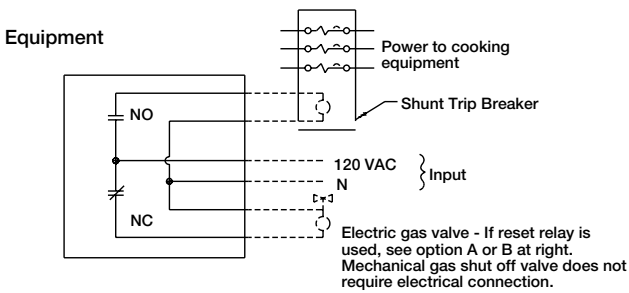 Equipment
Power to cooking
equipment
Shunt Trip Breaker
NO
120 VAC
Input
N
NC
Electric gas valve - If reset relay is
used, see option A or B at right.
Mechanical gas shut off valve does not
require electrical connection.